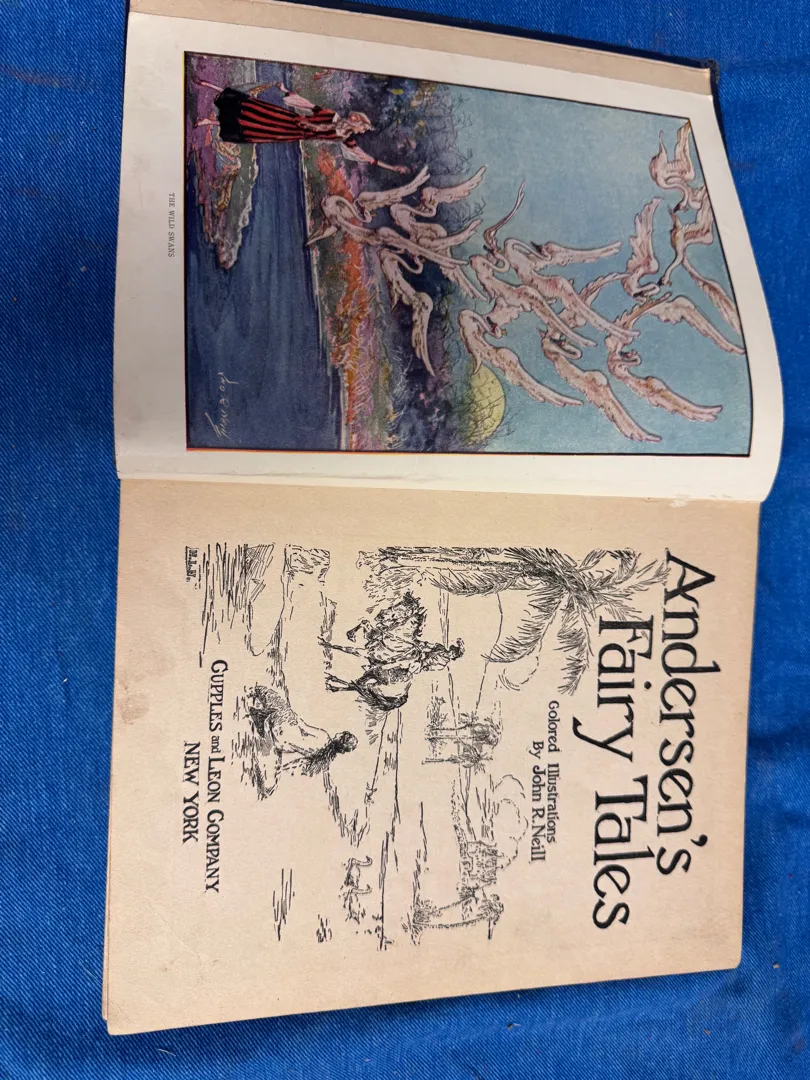 THE WILD SWANS
Andersen's
Fairy Tales
Colored Illustrations
By John R. Neill
CUPPLES and LEON COMPANY
NEW YORK